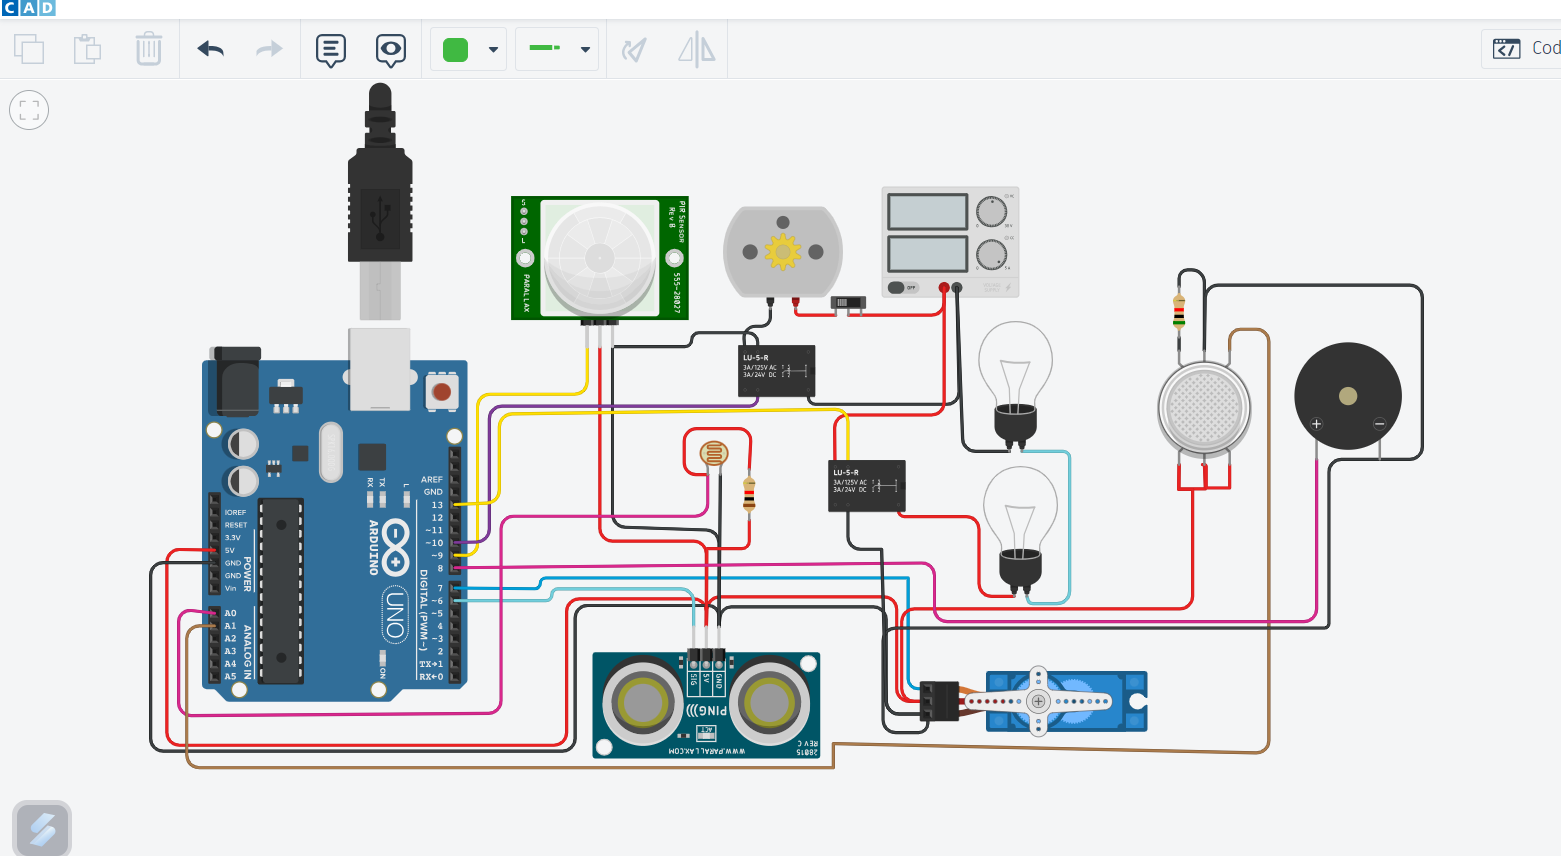 CAD
Cod
S
L
PIR SENSOR
REV B
PARALLAX
555-28027
OFF
LU-5-R
3A/125V AC
3A/24V DC
LU-5-R
3A/125V AC
3A/24V DC
RX
TX
L
AREF
GND
13
12
~11
~10
~9
8
7
~6
~5
4
~3
2
TX→1
RX←0
DIGITAL (PWM~)
ARDUINO
UNO
ON
IOREF
RESET
3.3V
5V
GND
GND
Vin
POWER
A0
A1
A2
A3
A4
A5
ANALOG IN
SIG
5V
GND
PING)))
ACT
WWW.PARALLAX.COM
28015
REV C